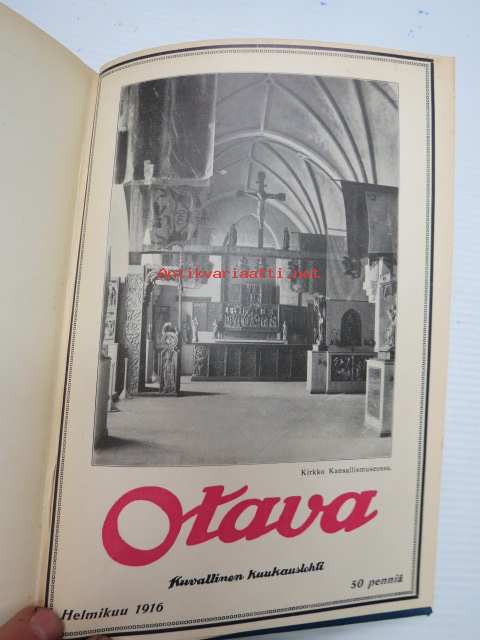 Antikvariaatti.net
Kirkko Kansallismuseossa.
Otava
Kuvallinen Kuukauslehti
Helmikuu 1916
50 penniä